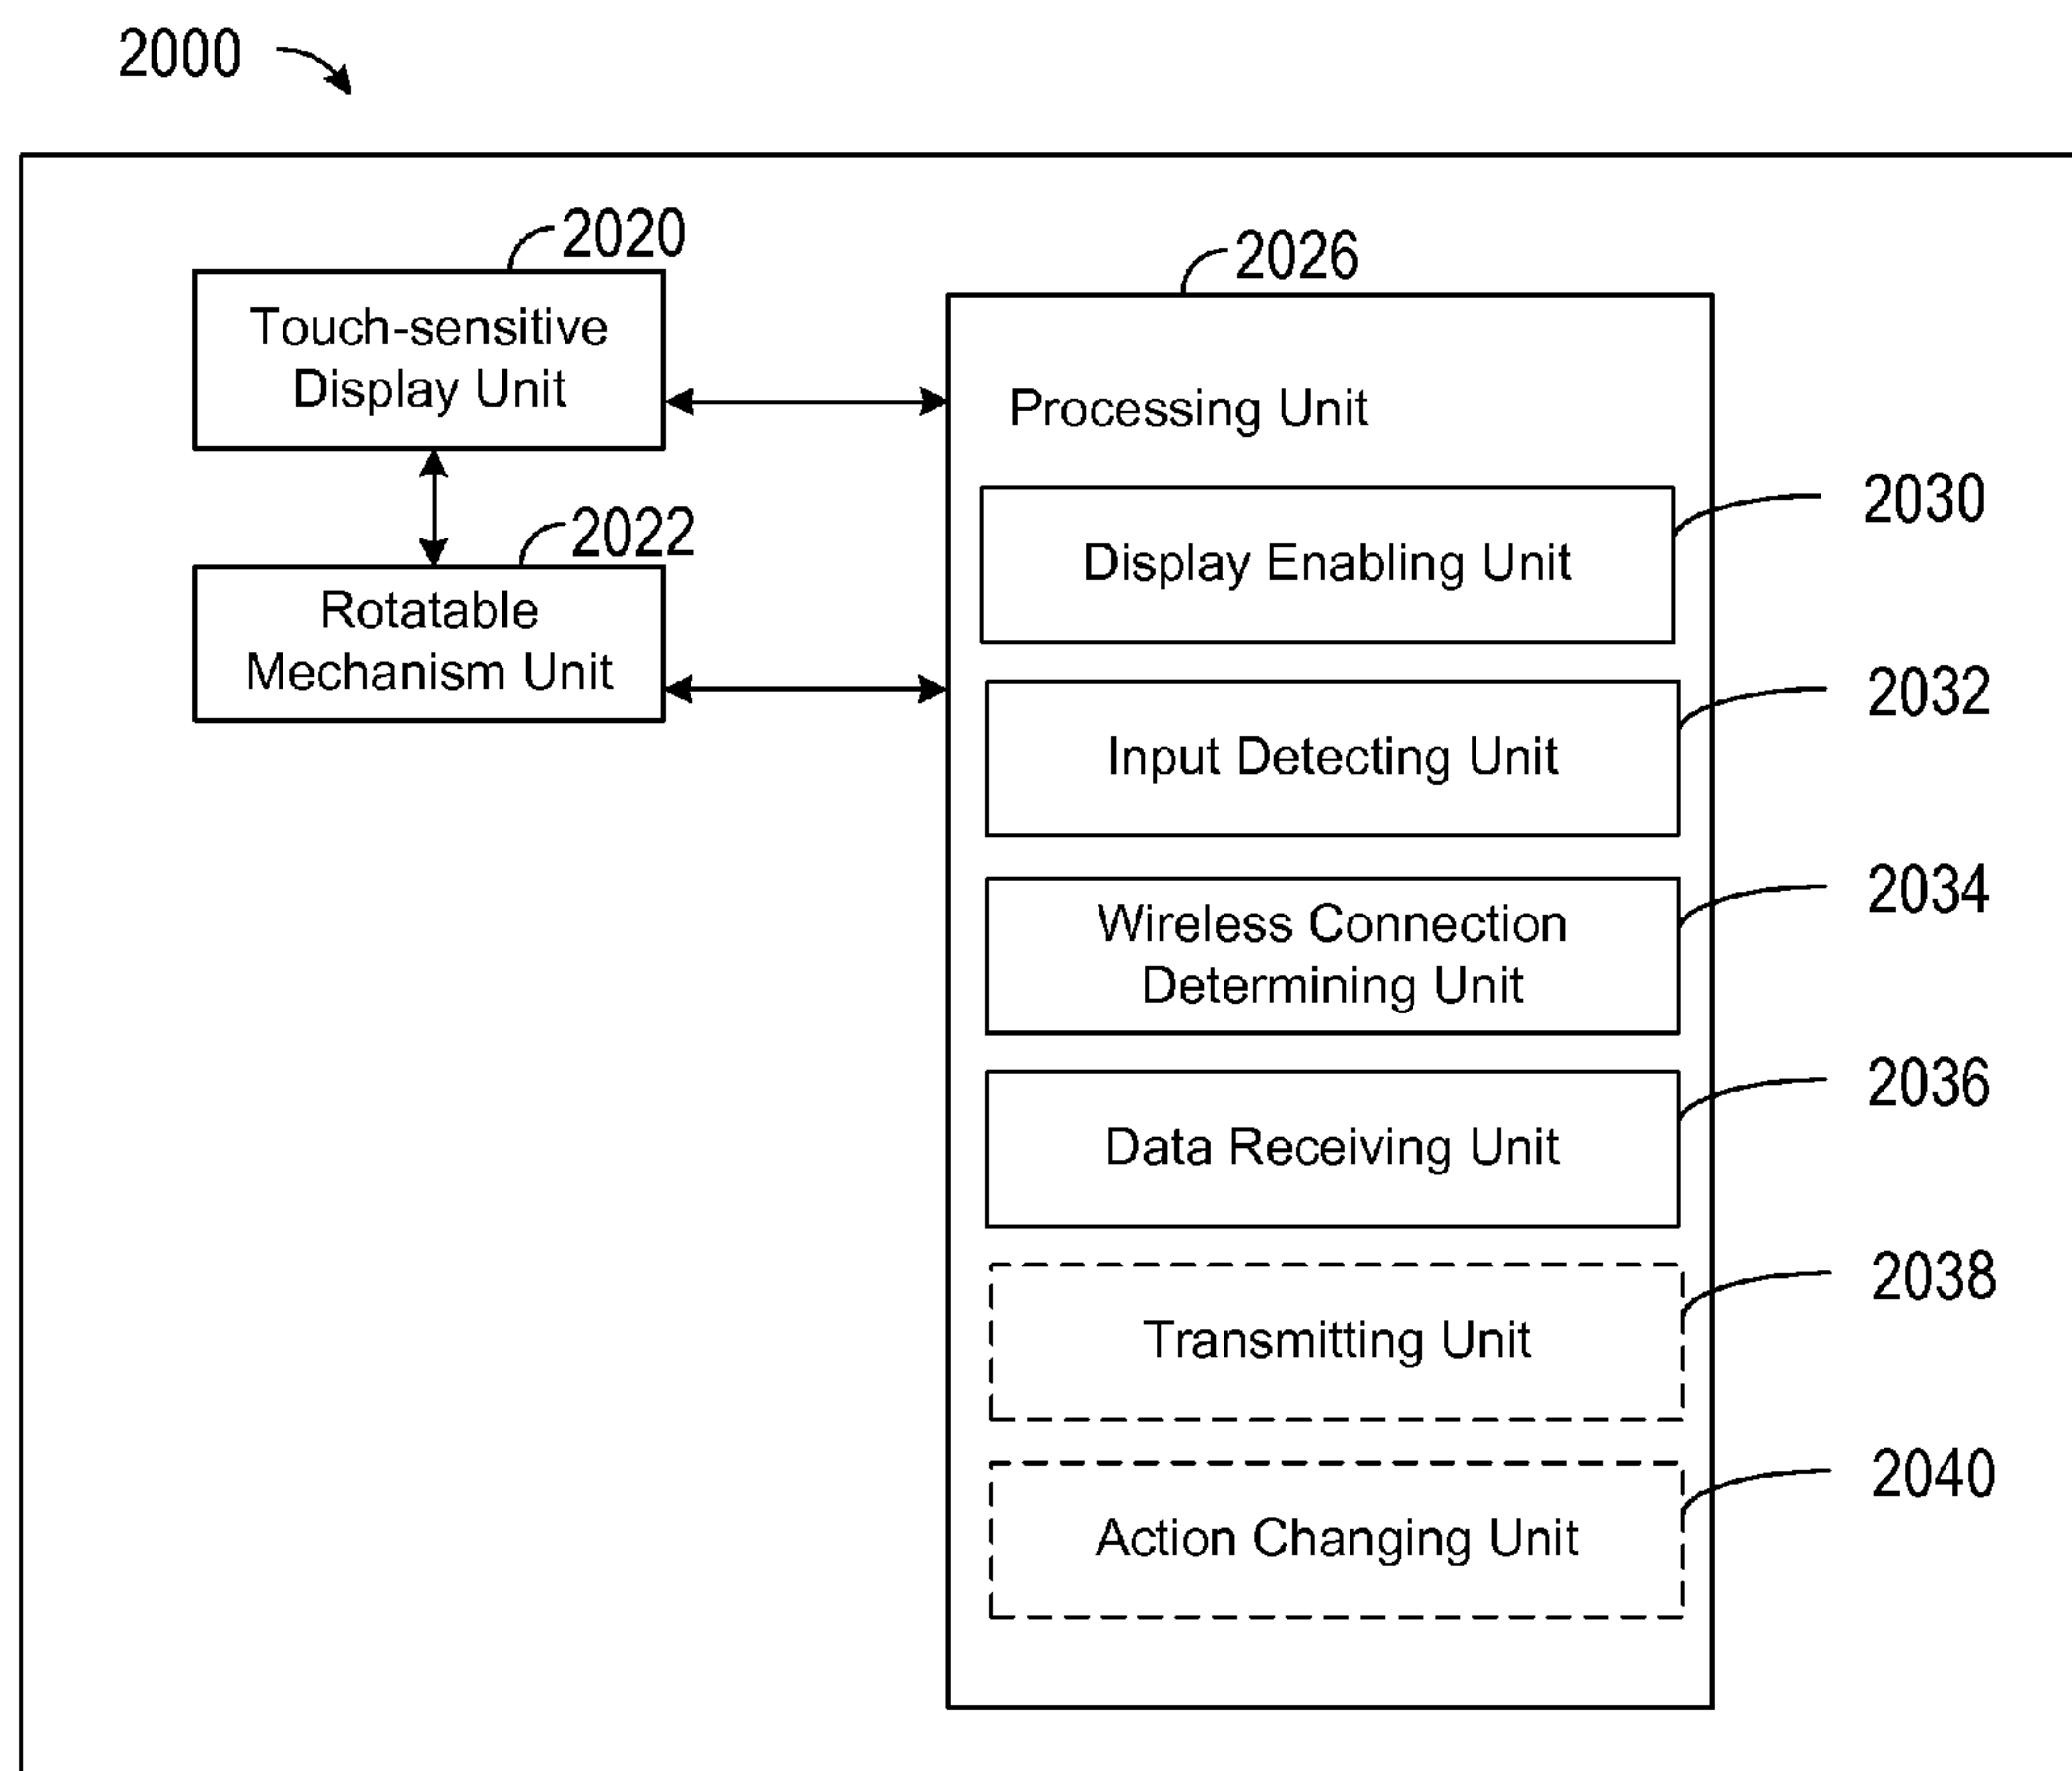 2000
2020
Touch-sensitive
Display Unit
2022
Rotatable
Mechanism Unit
2026
Processing Unit
2030
Display Enabling Unit
2032
Input Detecting Unit
2034
Wireless Connection
Determining Unit
2036
Data Receiving Unit
2038
Transmitting Unit
2040
Action Changing Unit